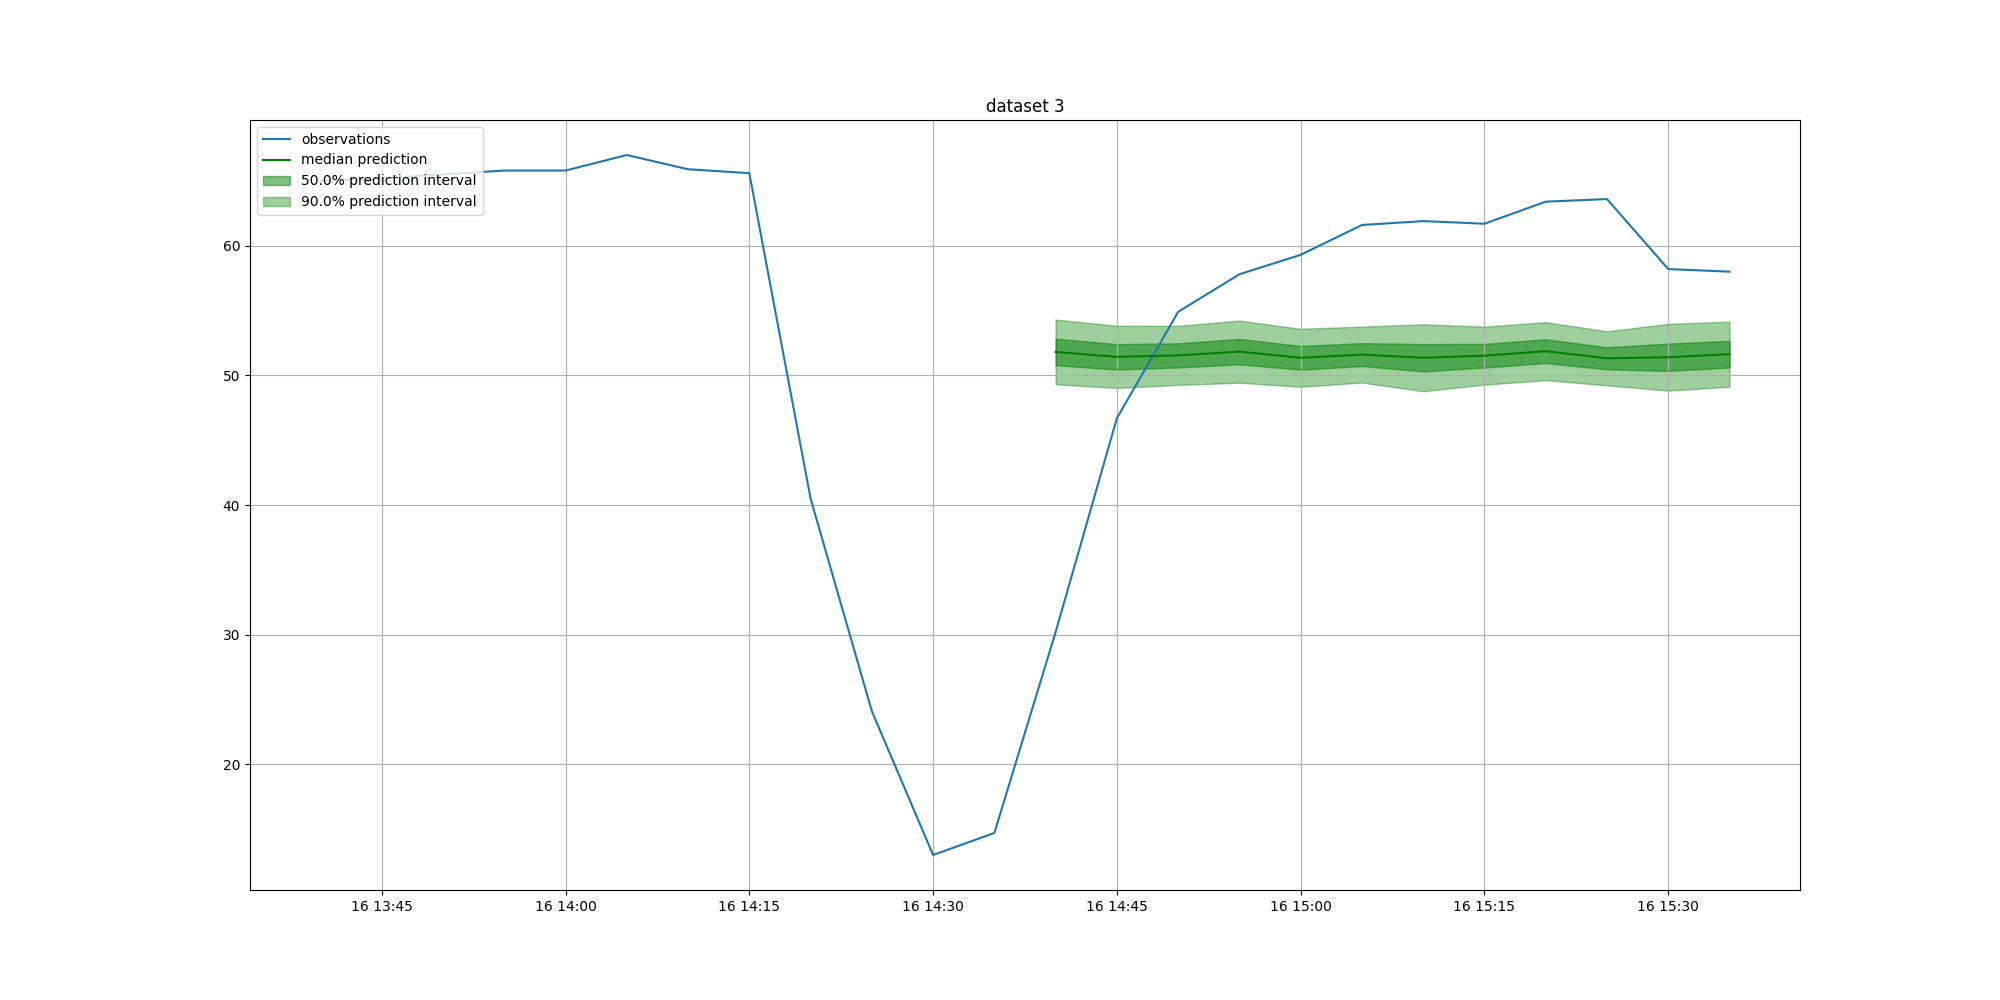 dataset 3
observations
median prediction
50.0% prediction interval
90.0% prediction interval
60
50
40
30
20
16 13:45
16 14:00
16 14:15
16 14:30
16 14:45
16 15:00
16 15:15
16 15:30